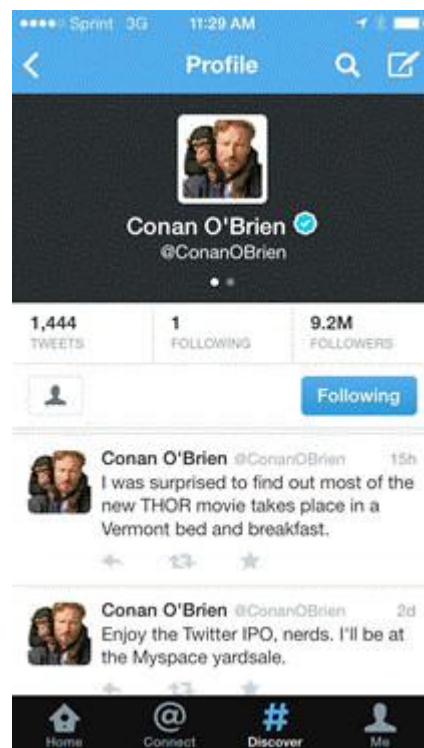 Sprint 3G 11:29 AM
Profile
Conan O'Brien
@ConanOBrien
1,444 1 9.2M
TWEETS FOLLOWING FOLLOWERS
Following
Conan O'Brien @ConanOBrien 15h
I was surprised to find out most of the
new THOR movie takes place in a
Vermont bed and breakfast.
Conan O'Brien @ConanOBrien 2d
Enjoy the Twitter IPO, nerds. I'll be at
the Myspace yardsale.
Home Connect Discover Me